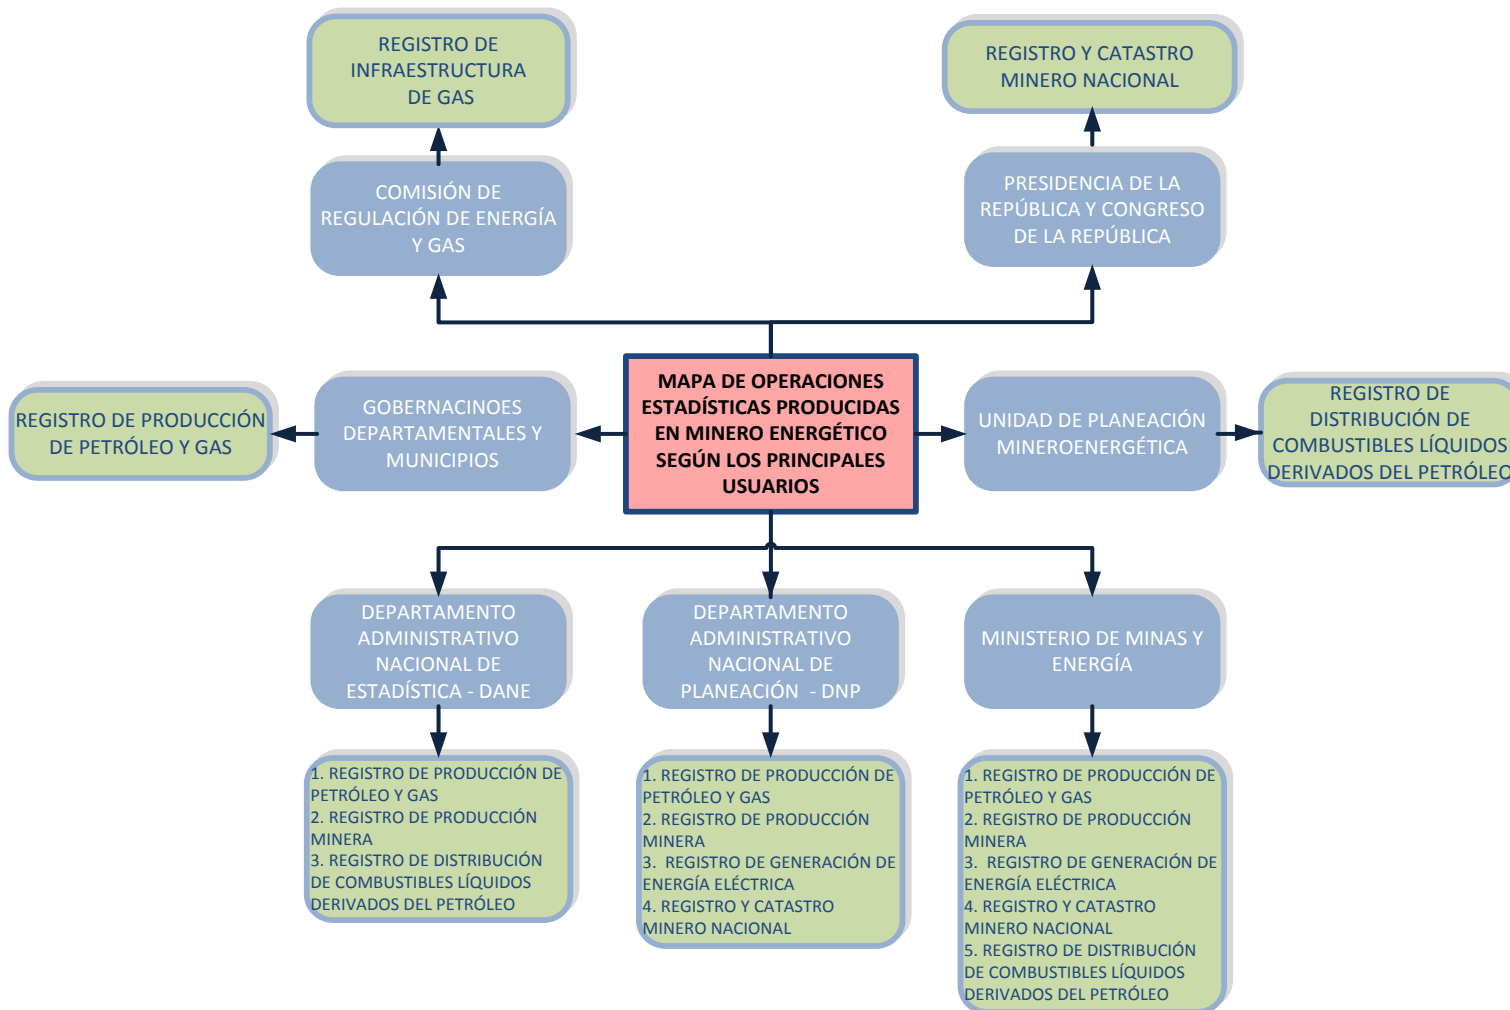 REGISTRO DE
INFRAESTRUCTURA
DE GAS
REGISTRO Y CATASTRO
MINERO NACIONAL
COMISIÓN DE
REGULACIÓN DE ENERGÍA
Y GAS
PRESIDENCIA DE LA
REPÚBLICA Y CONGRESO
DE LA REPÚBLICA
REGISTRO DE PRODUCCIÓN
DE PETRÓLEO Y GAS
GOBERNACINOES
DEPARTAMENTALES Y
MUNICIPIOS
MAPA DE OPERACIONES
ESTADÍSTICAS PRODUCIDAS
EN MINERO ENERGÉTICO
SEGÚN LOS PRINCIPALES
USUARIOS
UNIDAD DE PLANEACIÓN
MINEROENERGÉTICA
REGISTRO DE
DISTRIBUCIÓN DE
COMBUSTIBLES LÍQUIDOS
DERIVADOS DEL PETRÓLEO
DEPARTAMENTO
ADMINISTRATIVO
NACIONAL DE
ESTADÍSTICA - DANE
DEPARTAMENTO
ADMINISTRATIVO
NACIONAL DE
PLANEACIÓN  - DNP
MINISTERIO DE MINAS Y
ENERGÍA
1. REGISTRO DE PRODUCCIÓN DE
PETRÓLEO Y GAS
2. REGISTRO DE PRODUCCIÓN
MINERA
3. REGISTRO DE DISTRIBUCIÓN
DE COMBUSTIBLES LÍQUIDOS
DERIVADOS DEL PETRÓLEO
1. REGISTRO DE PRODUCCIÓN DE
PETRÓLEO Y GAS
2. REGISTRO DE PRODUCCIÓN
MINERA
3.  REGISTRO DE GENERACIÓN DE
ENERGÍA ELÉCTRICA
4. REGISTRO Y CATASTRO
MINERO NACIONAL
1. REGISTRO DE PRODUCCIÓN DE
PETRÓLEO Y GAS
2. REGISTRO DE PRODUCCIÓN
MINERA
3.  REGISTRO DE GENERACIÓN DE
ENERGÍA ELÉCTRICA
4. REGISTRO Y CATASTRO
MINERO NACIONAL
5. REGISTRO DE DISTRIBUCIÓN
DE COMBUSTIBLES LÍQUIDOS
DERIVADOS DEL PETRÓLEO